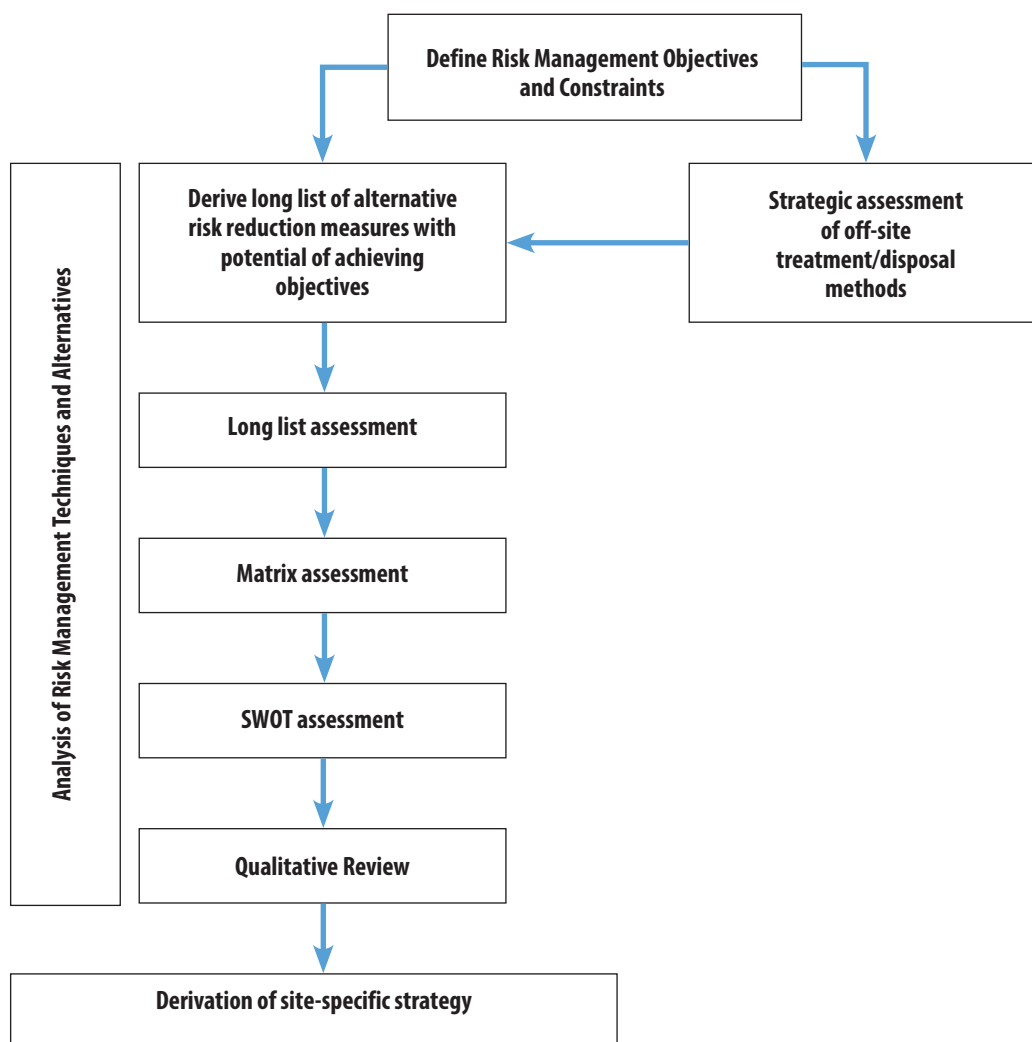 Define Risk Management Objectives
and Constraints
Derive long list of alternative
risk reduction measures with
potential of achieving
objectives
Strategic assessment
of off-site
treatment/disposal
methods
Analysis of Risk Management Techniques and Alternatives
Long list assessment
Matrix assessment
SWOT assessment
Qualitative Review
Derivation of site-specific strategy